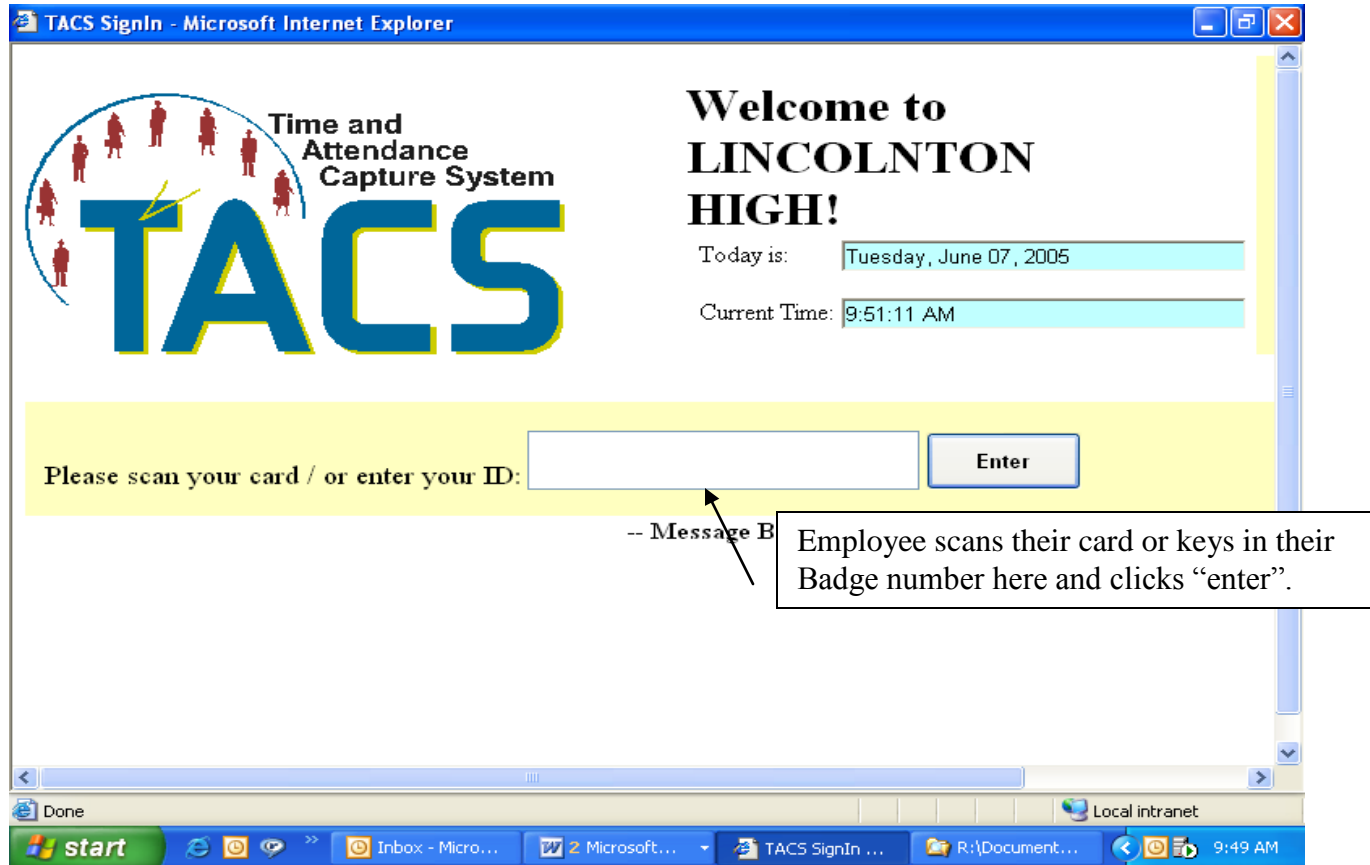 TACS SignIn - Microsoft Internet Explorer
Time and
Attendance
Capture System
TACS
Welcome to
LINCOLNTON
HIGH!
Today is: Tuesday, June 07, 2005
Current Time: 9:51:11 AM
Please scan your card / or enter your ID: Enter
-- Message B
Employee scans their card or keys in their
Badge number here and clicks “enter”.
Done Local intranet
start Inbox - Micro... 2 Microsoft... TACS SignIn ... R:\Document... 9:49 AM